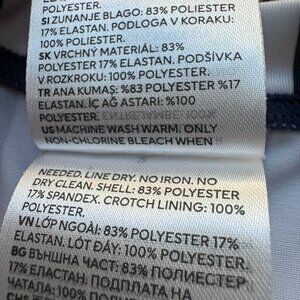 POLYESTER.
SI ZUNANJE BLAGO: 83% POLIESTER
17% ELASTAN. PODLOGA V KORAKU:
100% POLIESTER.
SK VRCHNÝ MATERIÁL: 83%
POLYESTER 17% ELASTAN. PODŠÍVKA
V ROZKROKU: 100% POLYESTER.
TR ANA KUMAŞ: %83 POLYESTER %17
ELASTAN. İÇ AĞ ASTARI: %100
POLYESTER.
US MACHINE WASH WARM. ONLY
NON-CHLORINE BLEACH WHEN
NEEDED. LINE DRY. NO IRON. NO
DRY CLEAN. SHELL: 83% POLYESTER
17% SPANDEX. CROTCH LINING: 100%
POLYESTER.
VN LỚP NGOÀI: 83% POLYESTER 17%
ELASTAN. LÓT ĐÁY: 100% POLYESTER.
BG ВЪНШНА ЧАСТ: 83% ПОЛИЕСТЕР
17% ЕЛАСТАН. ПОДПЛАТА НА
ЧАТАЛА: 100%